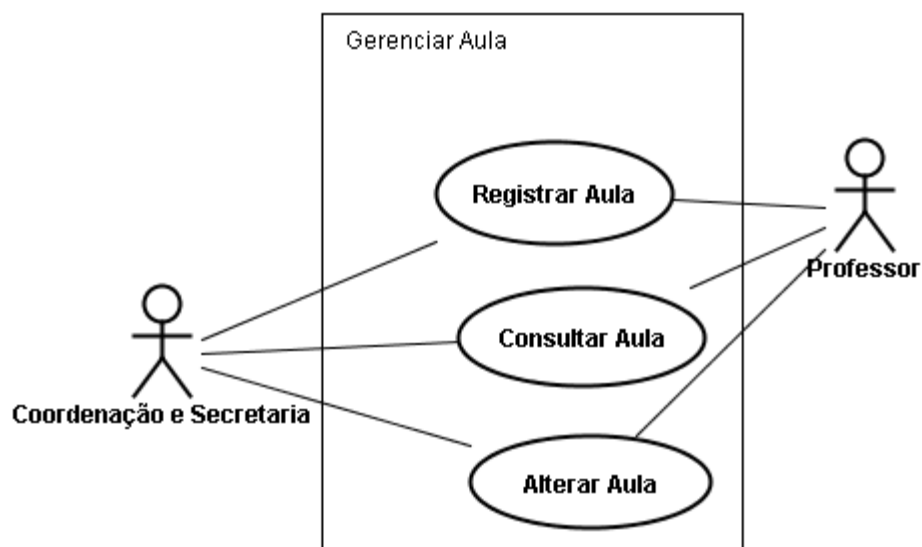 Gerenciar Aula
Registrar Aula
Professor
Consultar Aula
Coordenação e Secretaria
Alterar Aula